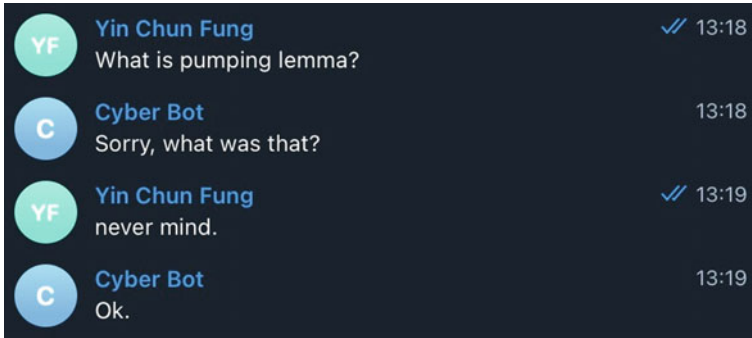 YF
Yin Chun Fung
13:18
What is pumping lemma?
C
Cyber Bot
13:18
Sorry, what was that?
YF
Yin Chun Fung
13:19
never mind.
C
Cyber Bot
13:19
Ok.